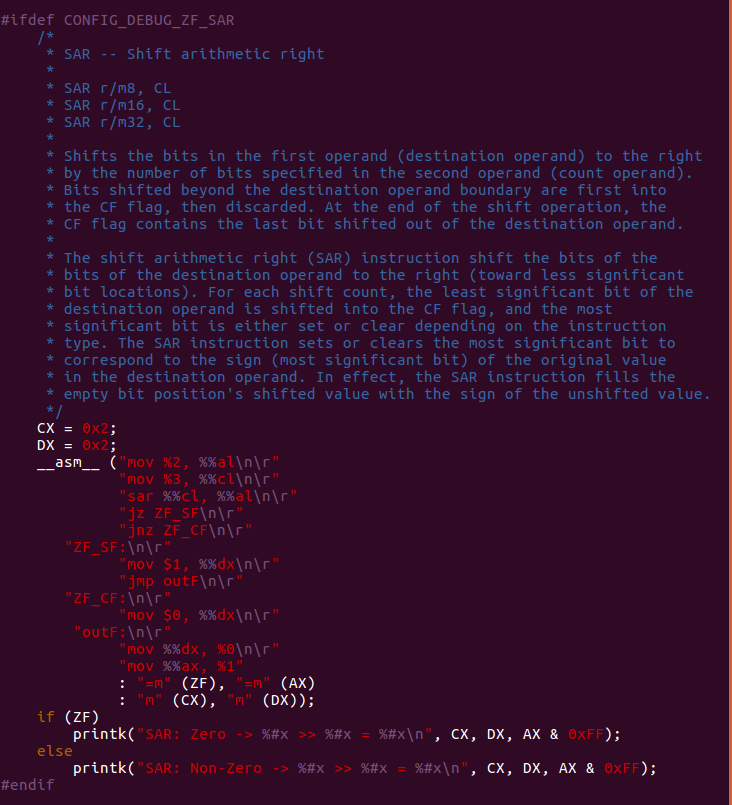 #ifdef CONFIG_DEBUG_ZF_SAR
    /*
     * SAR -- Shift arithmetic right
     *
     * SAR r/m8, CL
     * SAR r/m16, CL
     * SAR r/m32, CL
     *
     * Shifts the bits in the first operand (destination operand) to the right
     * by the number of bits specified in the second operand (count operand).
     * Bits shifted beyond the destination operand boundary are first into
     * the CF flag, then discarded. At the end of the shift operation, the
     * CF flag contains the last bit shifted out of the destination operand.
     *
     * The shift arithmetic right (SAR) instruction shift the bits of the
     * bits of the destination operand to the right (toward less significant
     * bit locations). For each shift count, the least significant bit of the
     * destination operand is shifted into the CF flag, and the most
     * significant bit is either set or clear depending on the instruction
     * type. The SAR instruction sets or clears the most significant bit to
     * correspond to the sign (most significant bit) of the original value
     * in the destination operand. In effect, the SAR instruction fills the
     * empty bit position's shifted value with the sign of the unshifted value.
     */
    CX = 0x2;
    DX = 0x2;
    __asm__ ("mov %2, %%al\n\r"
             "mov %3, %%cl\n\r"
             "sar %%cl, %%al\n\r"
             "jz ZF_SF\n\r"
             "jnz ZF_CF\n\r"
       "ZF_SF:\n\r"
             "mov $1, %%dx\n\r"
             "jmp outF\n\r"
       "ZF_CF:\n\r"
             "mov $0, %%dx\n\r"
        "outF:\n\r"
             "mov %%dx, %0\n\r"
             "mov %%ax, %1"
             : "=m" (ZF), "=m" (AX)
             : "m" (CX), "m" (DX));
    if (ZF)
        printk("SAR: Zero -> %#x >> %#x = %#x\n", CX, DX, AX & 0xFF);
    else
        printk("SAR: Non-Zero -> %#x >> %#x = %#x\n", CX, DX, AX & 0xFF);
#endif